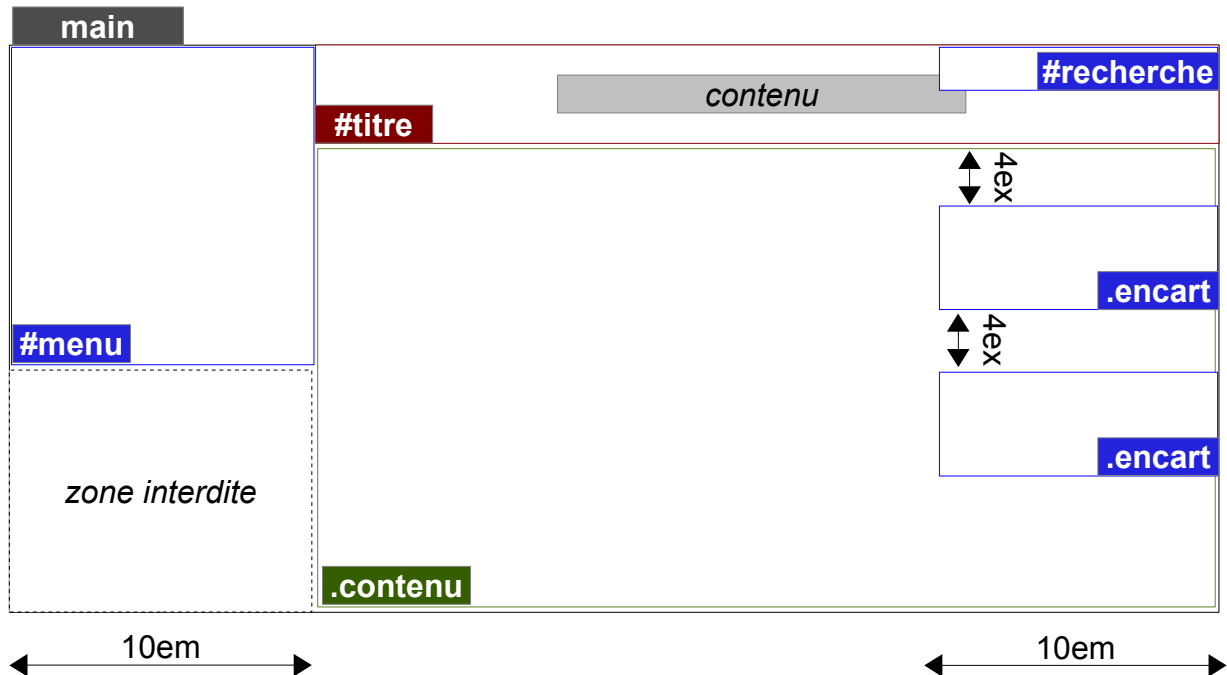 main
#recherche
contenu
#titre
4ex
.encart
4ex
#menu
.encart
zone interdite
.contenu
10em
10em